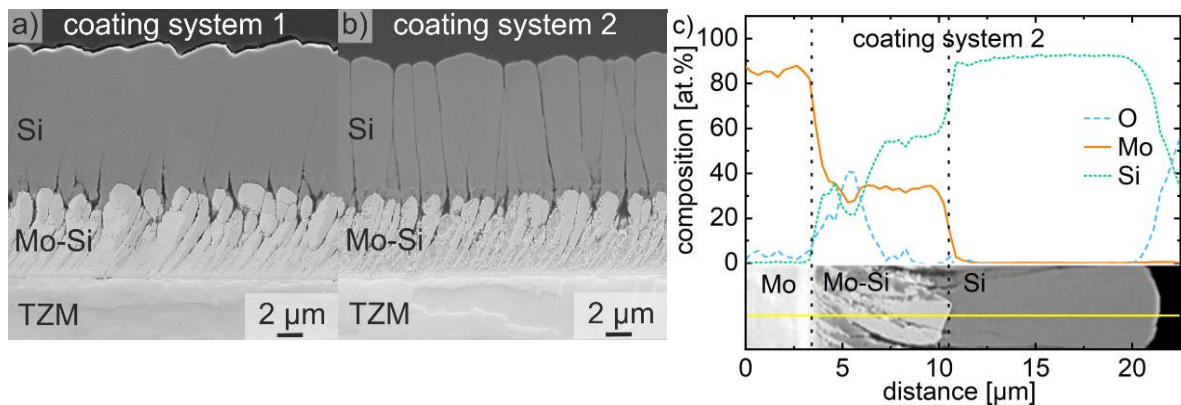 a) coating system 1
Si
Mo-Si
TZM
2 µm
b) coating system 2
Si
Mo-Si
TZM
2 µm
c)
coating system 2
composition [at.%]
100
80
60
40
20
0
O
Mo
Si
Mo
Mo-Si
Si
0 5 10 15 20
distance [µm]